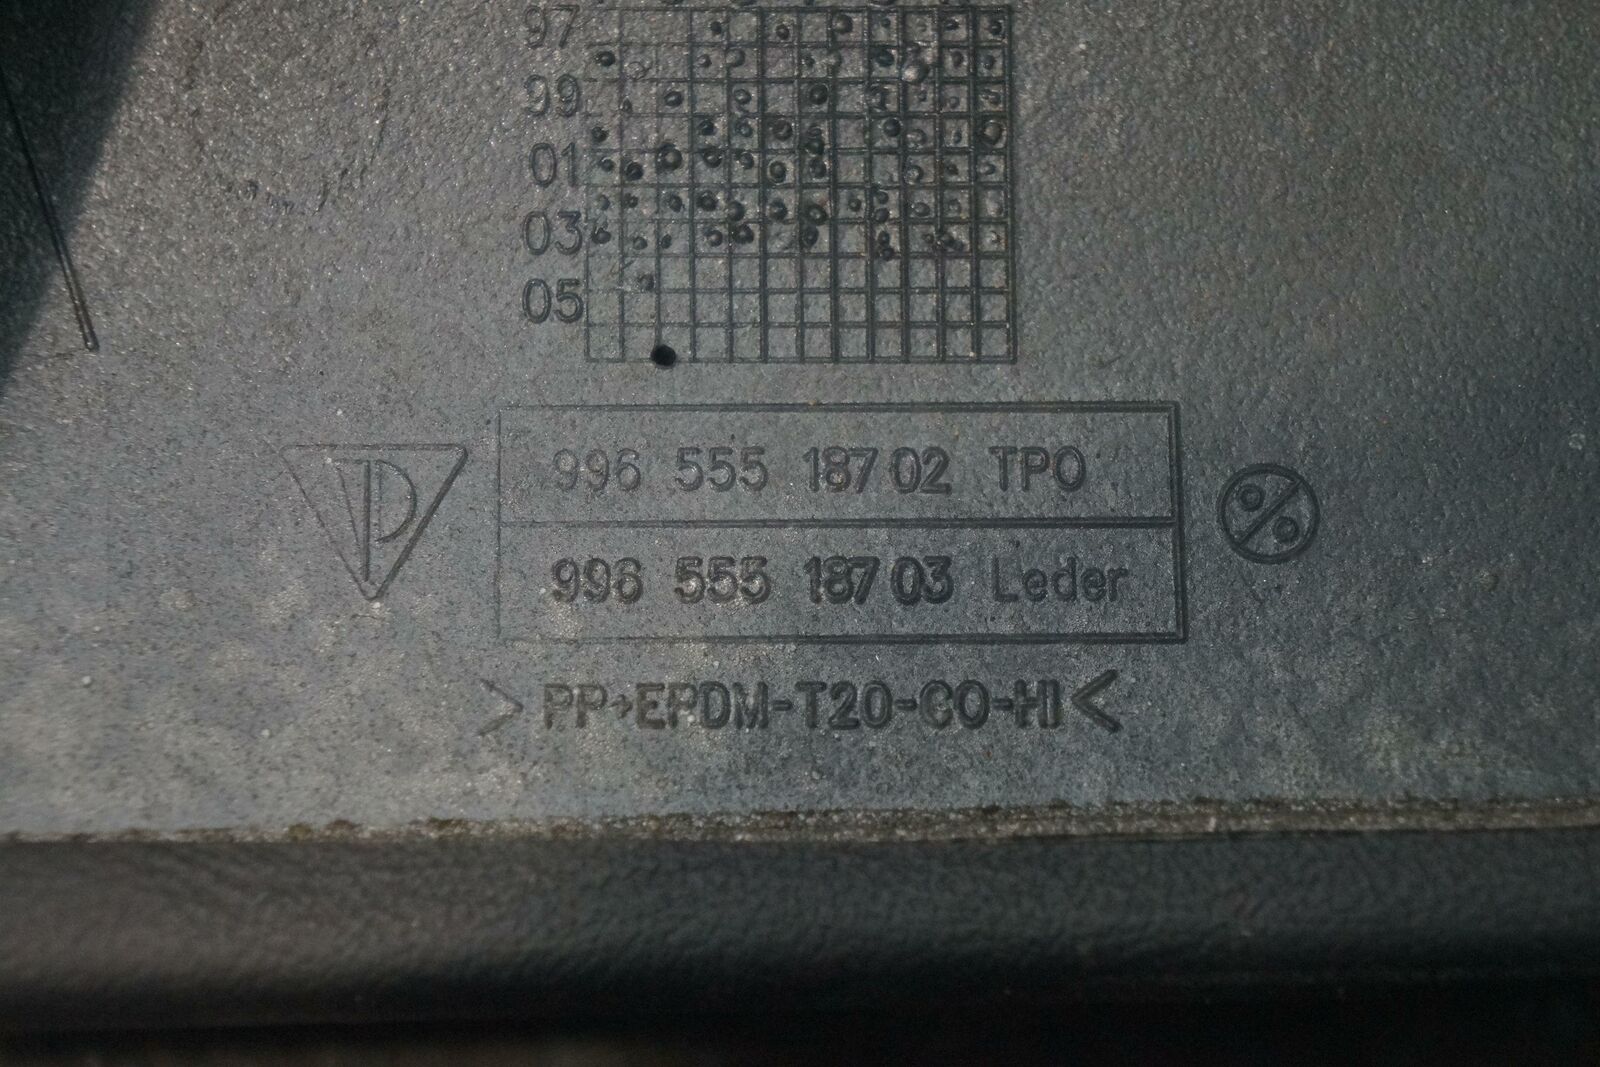 97
99
01
03
05
P
996 555 187 02 TPO
996 555 187 03 Leder
> PP+EPDM-T20-CO-HI <